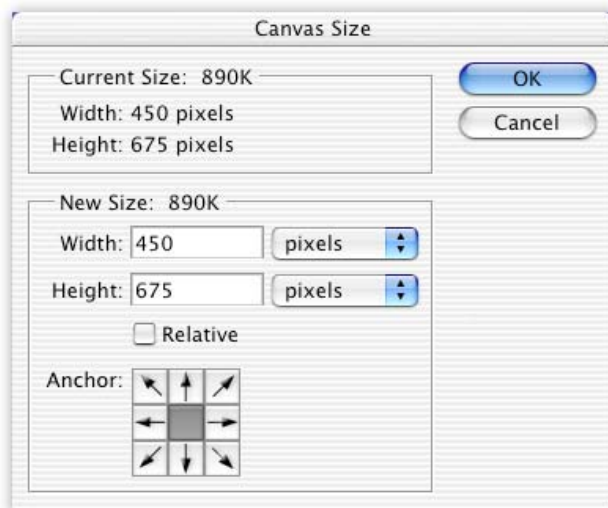 Canvas Size
Current Size: 890K
Width: 450 pixels
Height: 675 pixels
OK
Cancel
New Size: 890K
Width: 450 pixels
Height: 675 pixels
Relative
Anchor: